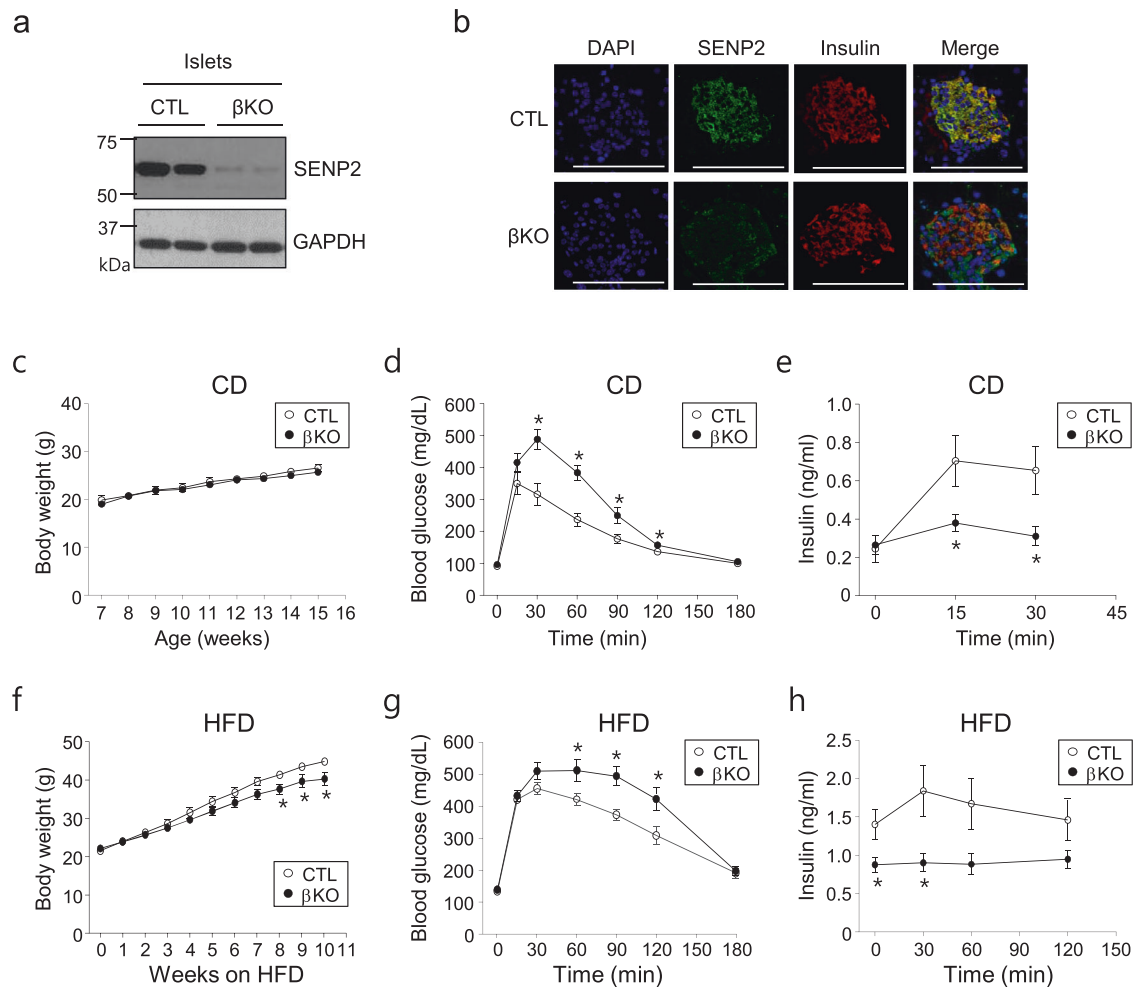 a
Islets
CTL βKO
75
SENP2
50
37
GAPDH
kDa
b
DAPI SENP2 Insulin Merge
CTL
βKO
c
CD
CTL
βKO
Body weight (g)
40
30
20
10
0
7 8 9 10 11 12 13 14 15 16
Age (weeks)
d
CD
CTL
βKO
Blood glucose (mg/dL)
600
500
400
300
200
100
0
* * * *
0 30 60 90 120 180
Time (min)
e
CD
CTL
βKO
Insulin (ng/ml)
1.0
0.8
0.6
0.4
0.2
0
* *
0 15 30 45
Time (min)
f
HFD
CTL
βKO
Body weight (g)
50
40
30
20
10
0
* * *
0 1 2 3 4 5 6 7 8 9 10 11
Weeks on HFD
g
HFD
CTL
βKO
Blood glucose (mg/dL)
600
500
400
300
200
100
0
* * *
0 30 60 90 120 180
Time (min)
h
HFD
CTL
βKO
Insulin (ng/ml)
2.5
2.0
1.5
1.0
0.5
0
* *
0 30 60 90 120 150
Time (min)